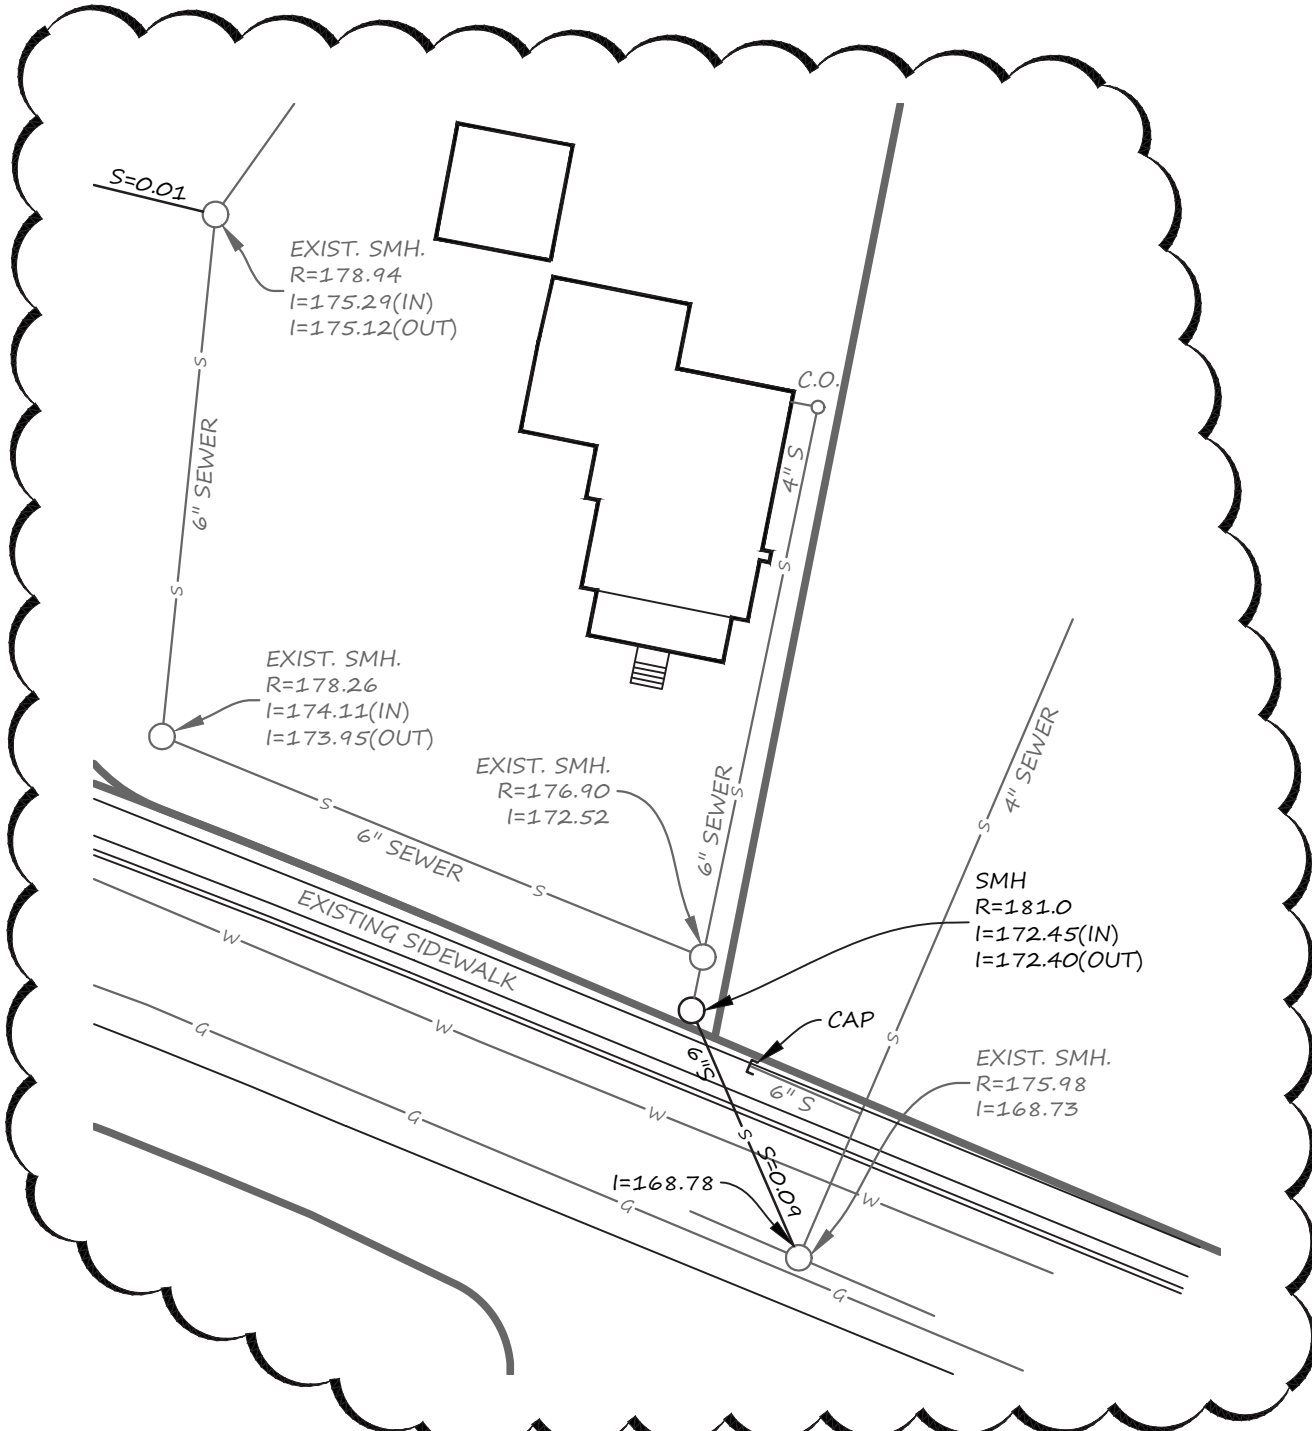 S=0.01
EXIST. SMH.
R=178.94
I=175.29(IN)
I=175.12(OUT)
C.O.
S
4" S
6" SEWER
S
S
EXIST. SMH.
R=178.26
I=174.11(IN)
I=173.95(OUT)
EXIST. SMH.
R=176.90
I=172.52
S
6" SEWER
4" SEWER
S
S
6" SEWER
S
SMH
R=181.0
I=172.45(IN)
I=172.40(OUT)
EXISTING SIDEWALK
W
CAP
G
W
S
6"S
6" S
EXIST. SMH.
R=175.98
I=168.73
G
W
S
S=0.09
I=168.78
G
W
G